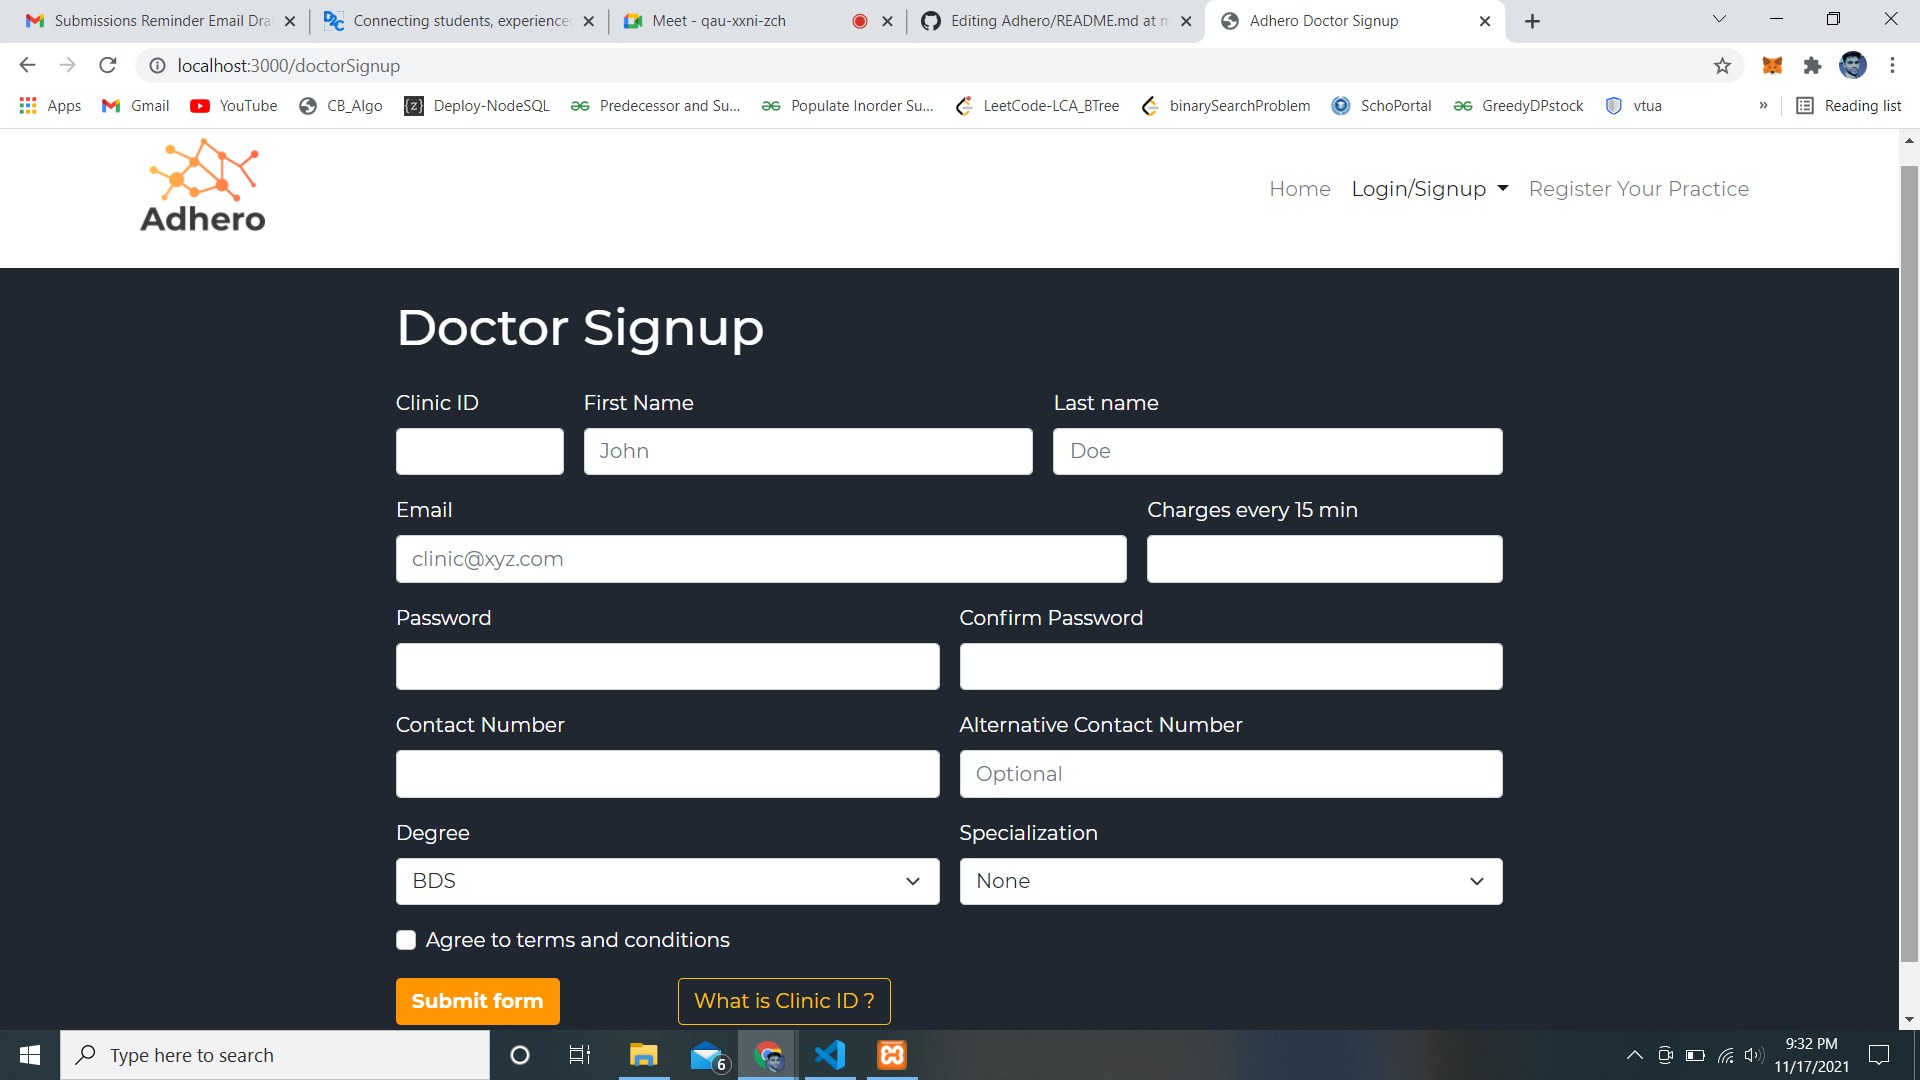 Submissions Reminder Email Dra
Connecting students, experience
Meet - qau-xxni-zch
Editing Adhero/README.md at m
Adhero Doctor Signup
localhost:3000/doctorSignup
Apps
Gmail
YouTube
CB_Algo
{z}
Deploy-NodeSQL
Predecessor and Su...
Populate Inorder Su...
LeetCode-LCA_BTree
binarySearchProblem
SchoPortal
GreedyDPstock
vtua
»
Reading list
Adhero
Home
Login/Signup
Register Your Practice
Doctor Signup
Clinic ID
First Name
Last name
John
Doe
Email
Charges every 15 min
clinic@xyz.com
Password
Confirm Password
Contact Number
Alternative Contact Number
Optional
Degree
Specialization
BDS
None
Agree to terms and conditions
Submit form
What is Clinic ID ?
Type here to search
6
9:32 PM
11/17/2021